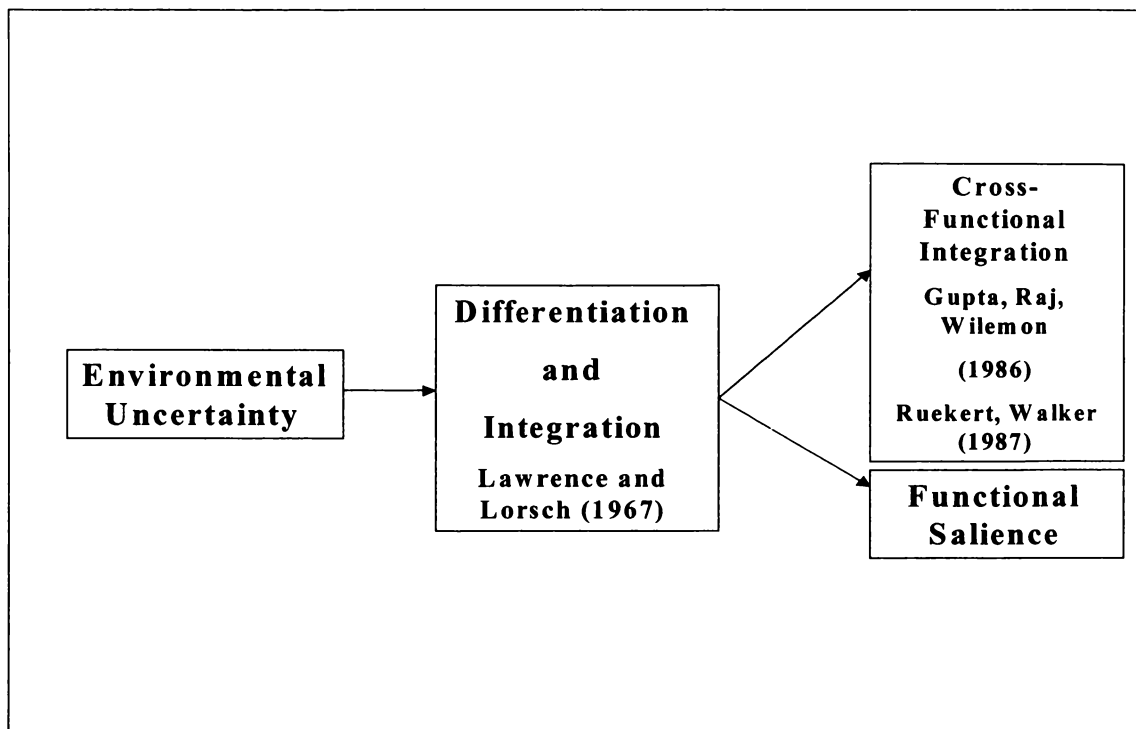 Environmental
Uncertainty
Differentiation
and
Integration
Lawrence and
Lorsch (1967)
Cross-
Functional
Integration
Gupta, Raj,
Wilemon
(1986)
Ruekert, Walker
(1987)
Functional
Salience